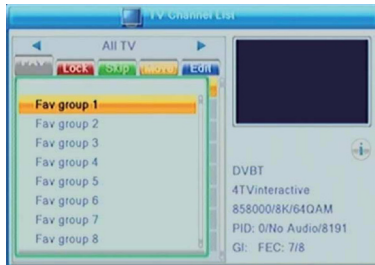 TV Channel List
All TV
FAV Lock Skip Move Edit
Fav group 1
Fav group 2
Fav group 3
Fav group 4
Fav group 5
Fav group 6
Fav group 7
Fav group 8
DVBT
4TVinteractive
858000/8K/64QAM
PID: 0/No Audio/8191
GI: FEC: 7/8